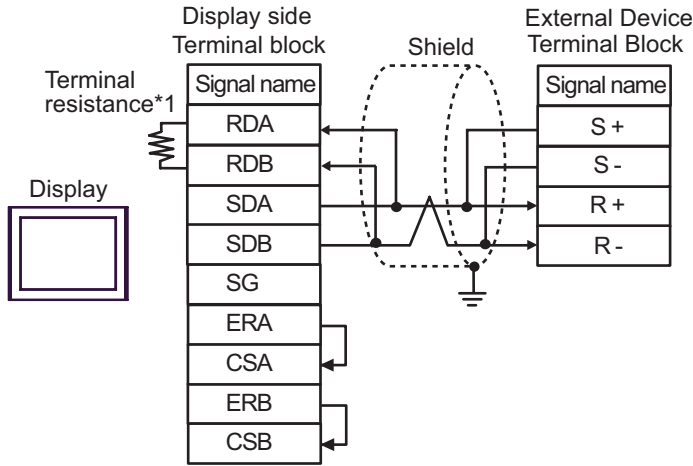 Display side
Terminal block
External Device
Terminal Block
Shield
Terminal
resistance*1
Display
Signal name
RDA
RDB
SDA
SDB
SG
ERA
CSA
ERB
CSB
Signal name
S +
S -
R +
R -